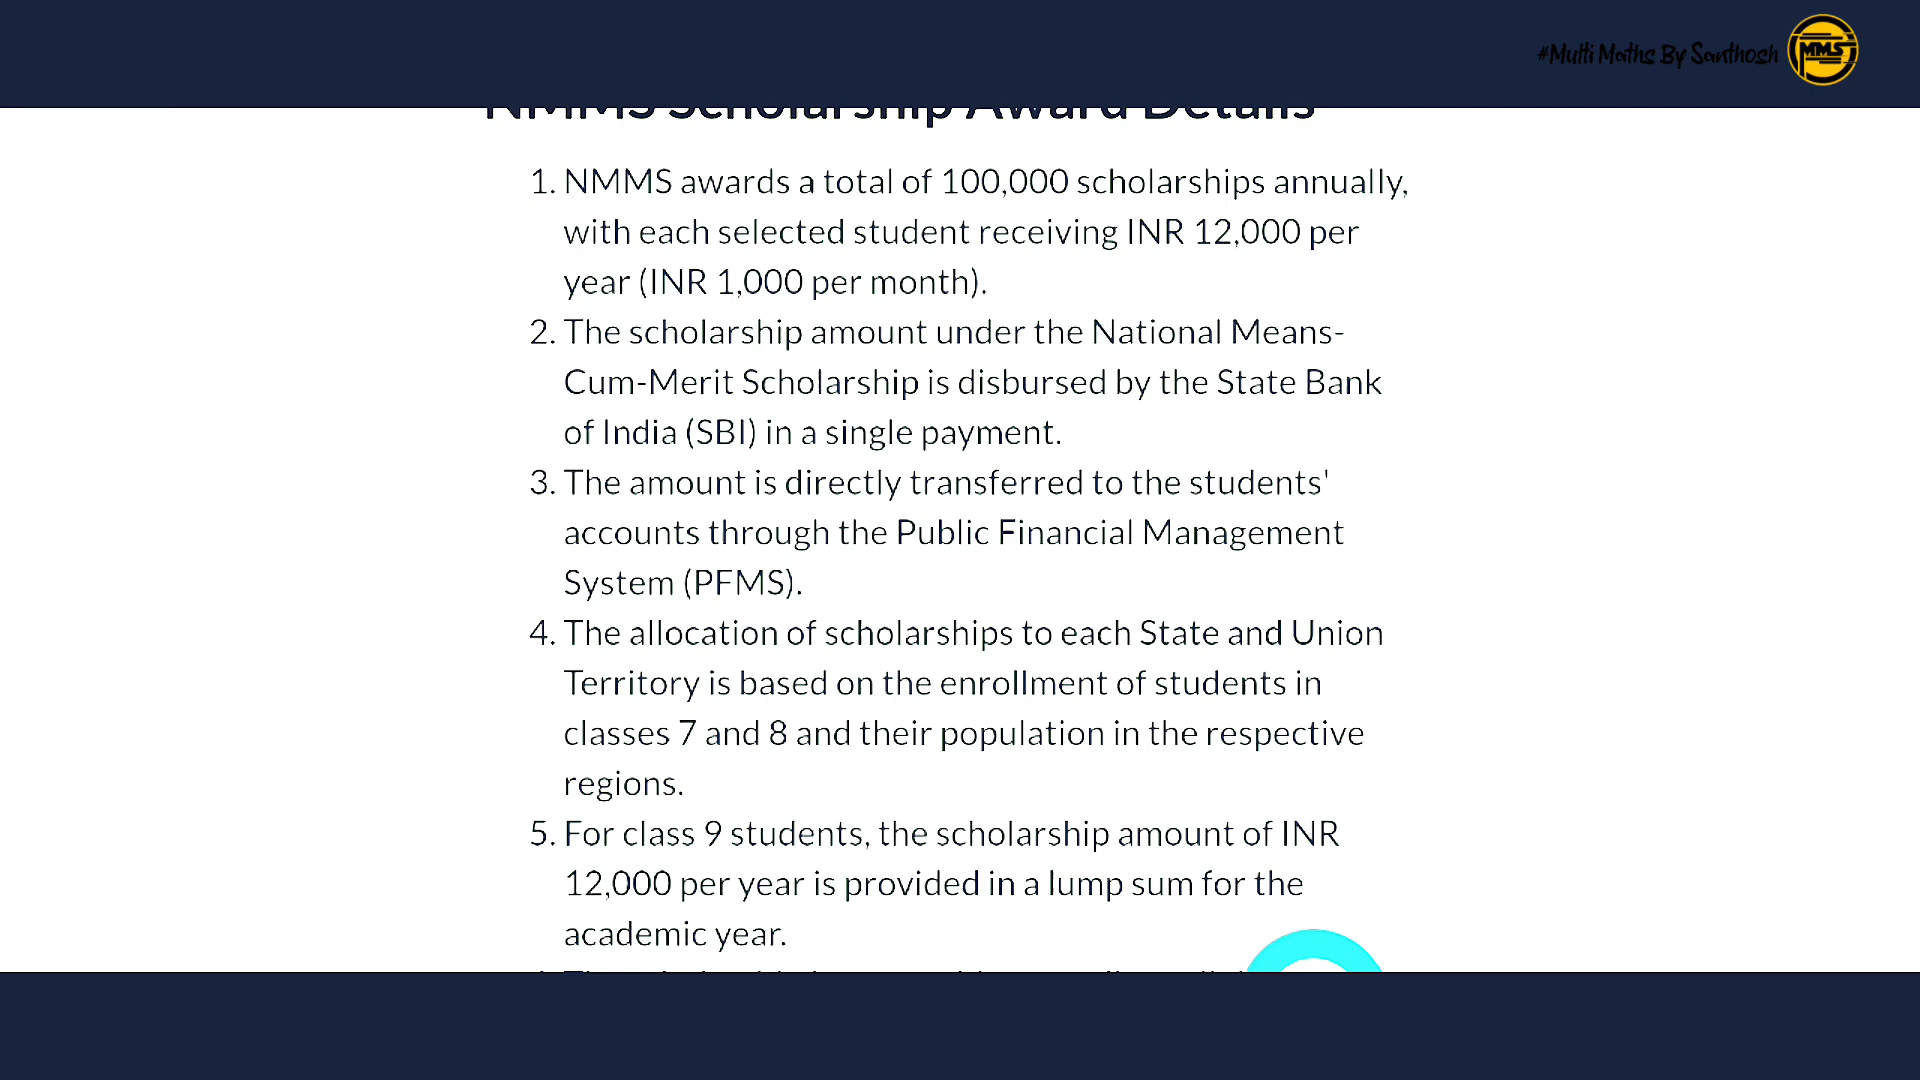 #Multi Maths By Santhosh
MMS
NMMS Scholarship Award Details
1. NMMS awards a total of 100,000 scholarships annually,
with each selected student receiving INR 12,000 per
year (INR 1,000 per month).
2. The scholarship amount under the National Means-
Cum-Merit Scholarship is disbursed by the State Bank
of India (SBI) in a single payment.
3. The amount is directly transferred to the students'
accounts through the Public Financial Management
System (PFMS).
4. The allocation of scholarships to each State and Union
Territory is based on the enrollment of students in
classes 7 and 8 and their population in the respective
regions.
5. For class 9 students, the scholarship amount of INR
12,000 per year is provided in a lump sum for the
academic year.